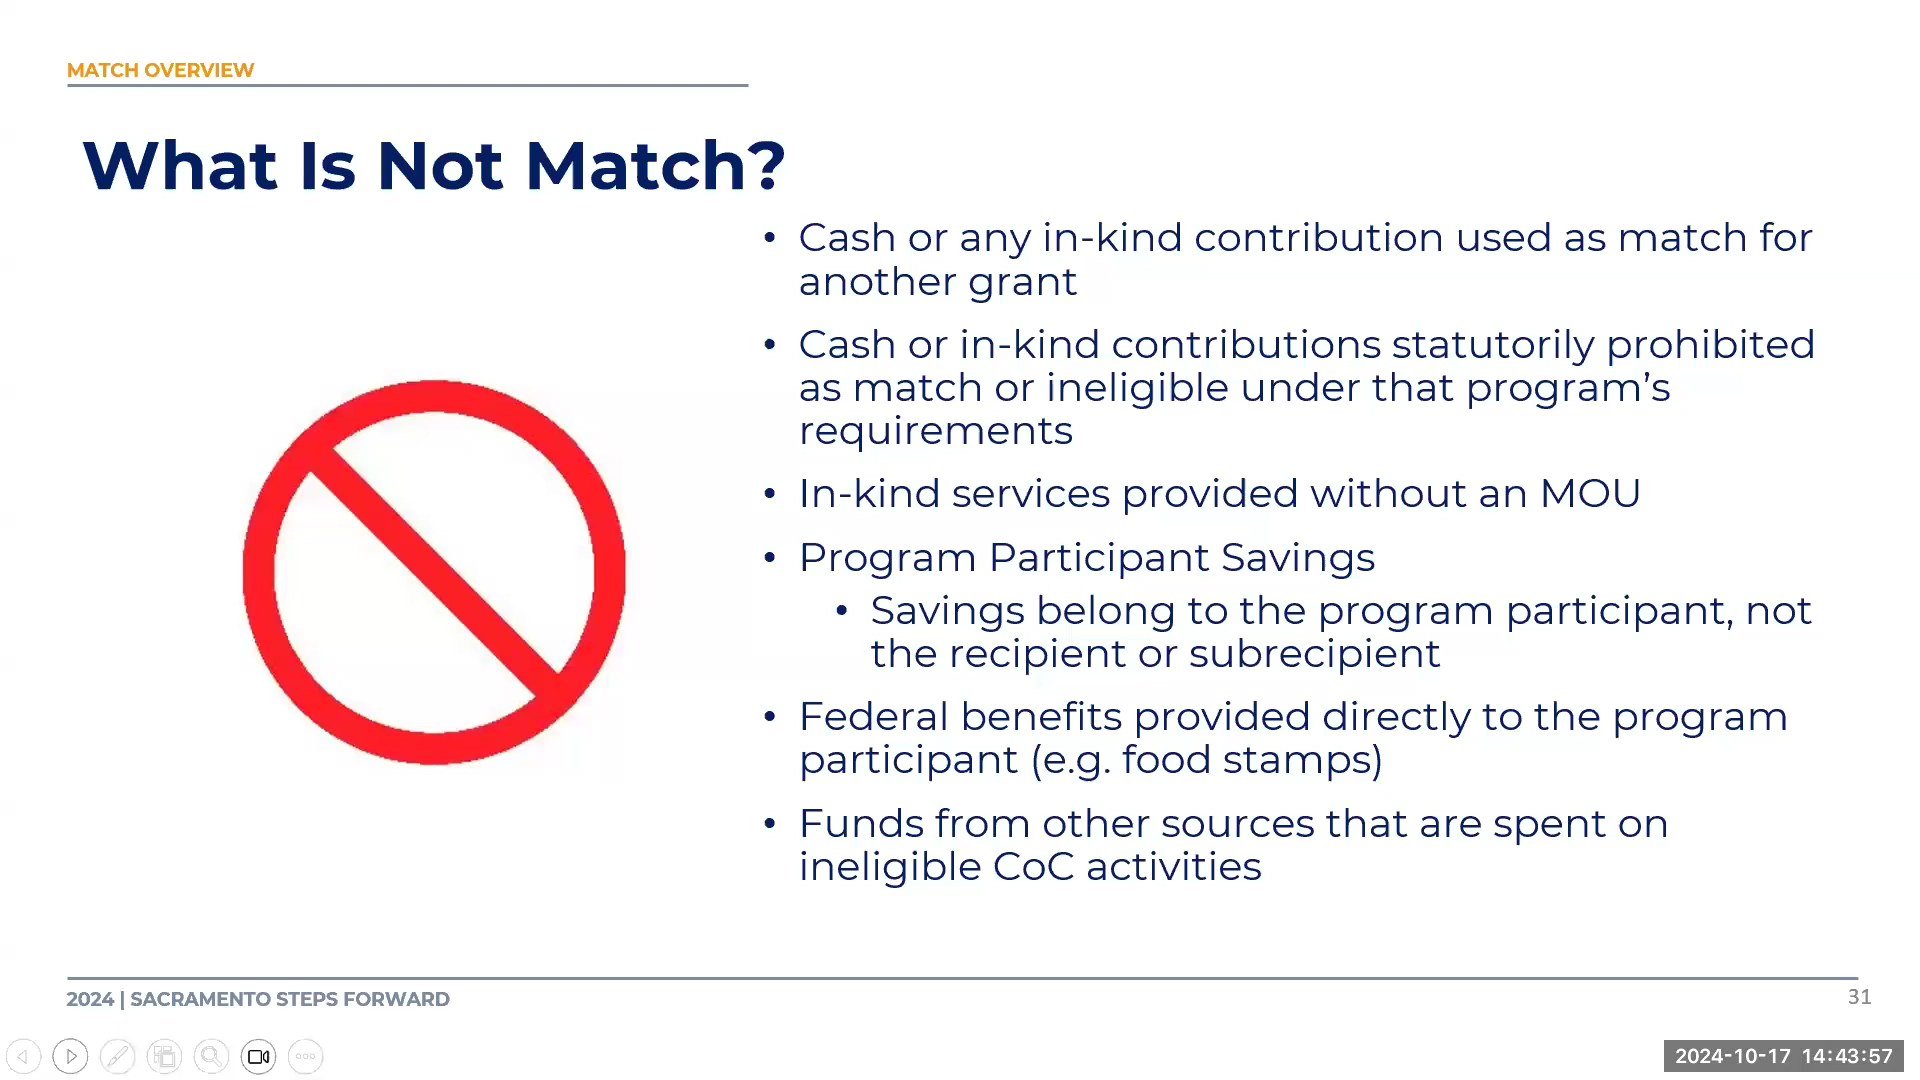 MATCH OVERVIEW
What Is Not Match?
• Cash or any in-kind contribution used as match for
another grant
• Cash or in-kind contributions statutorily prohibited
as match or ineligible under that program’s
requirements
• In-kind services provided without an MOU
• Program Participant Savings
• Savings belong to the program participant, not
the recipient or subrecipient
• Federal benefits provided directly to the program
participant (e.g. food stamps)
• Funds from other sources that are spent on
ineligible CoC activities
2024 | SACRAMENTO STEPS FORWARD
31
2024-10-17 14:43:57